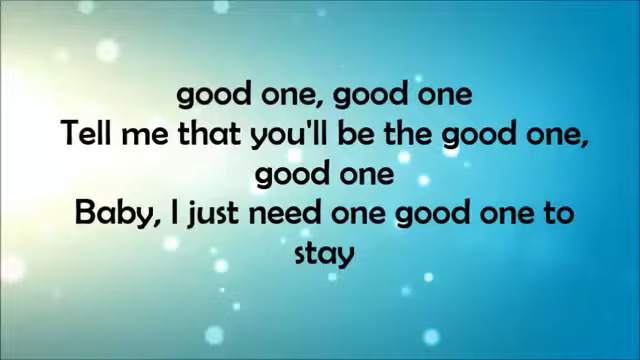 good one, good one
Tell me that you'll be the good one,
good one
Baby, I just need one good one to
stay